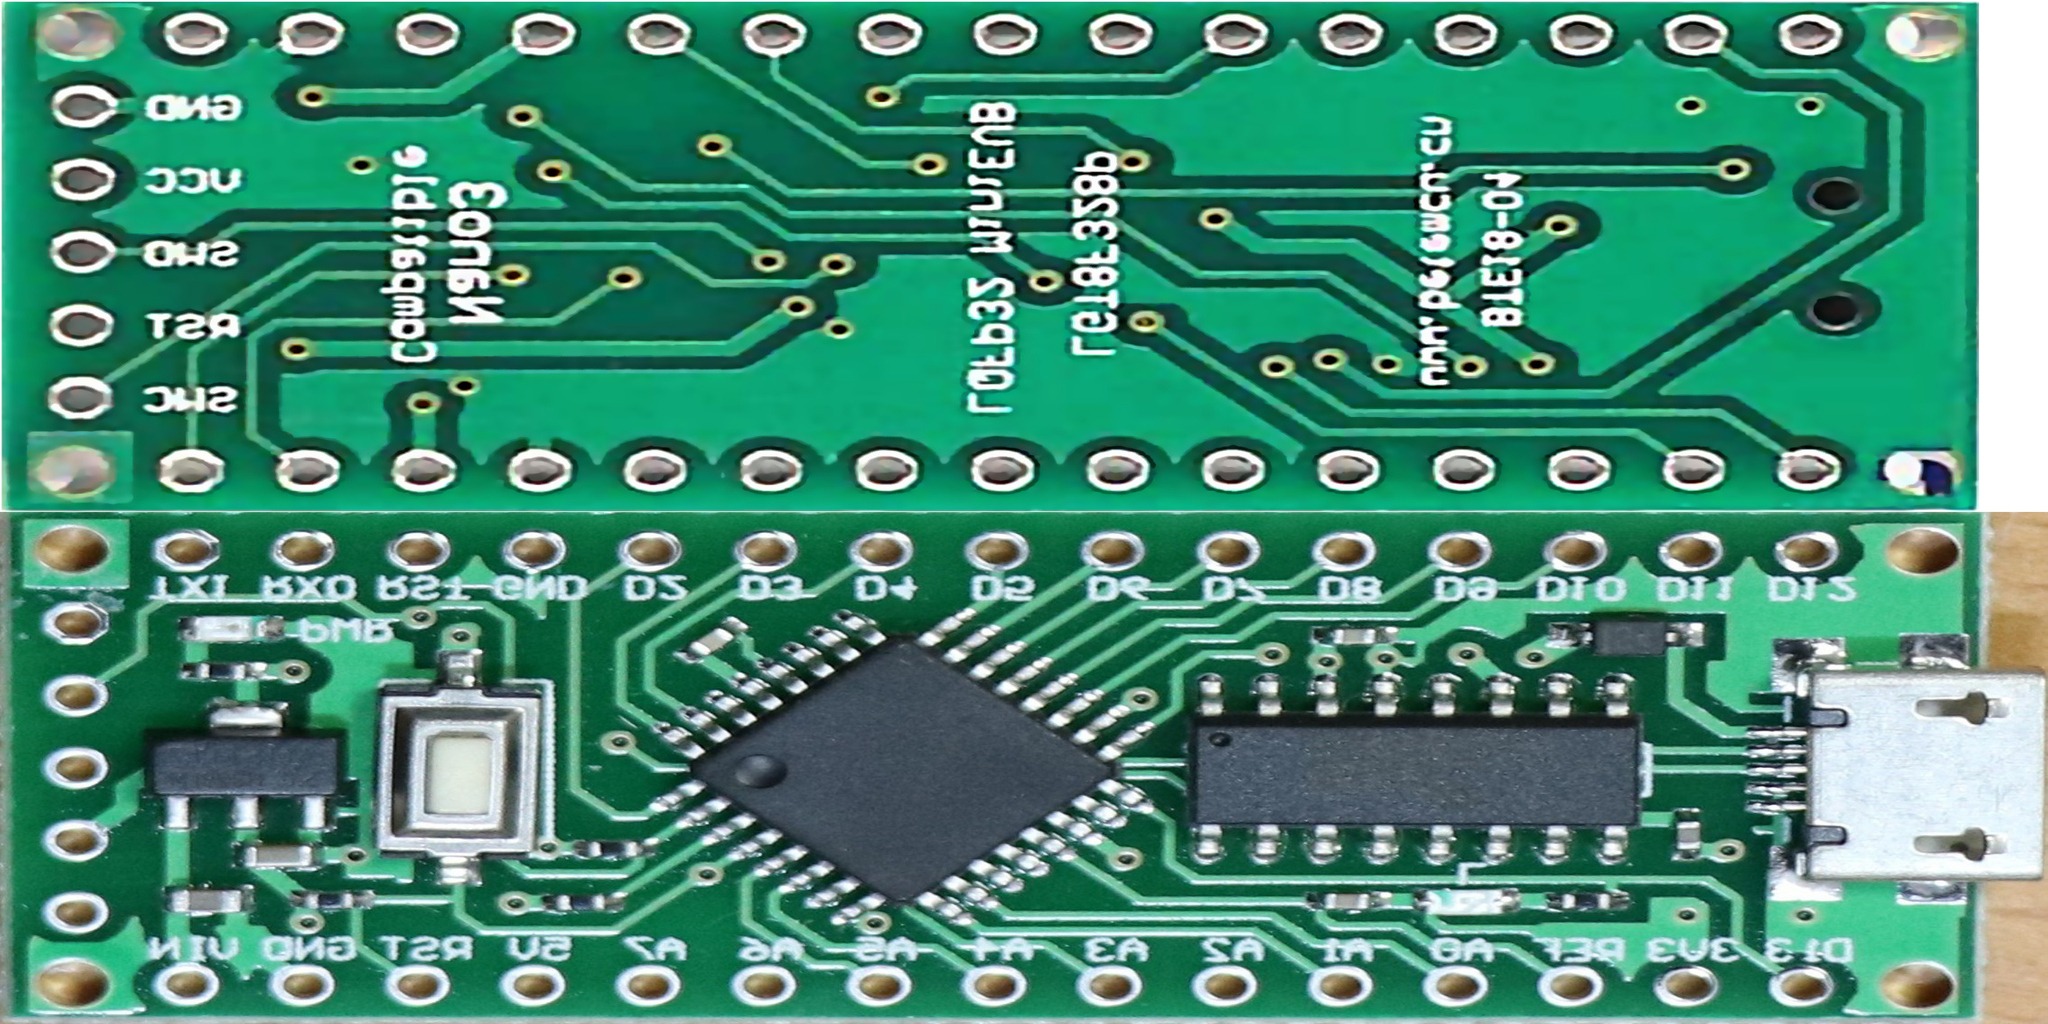 GND
VCC
SWD
RST
SWC
Nano3
Compatible
LQFP32 MiniEVB
LGT8F328P
www.betemcu.cn
BTE18-04
TX1 RX0 RST GND D2 D3 D4 D5 D6 D7 D8 D9 D10 D11 D12
PWR
VIN GND RST 5V A7 A6 A5 A4 A3 A2 A1 A0 REF 3V3 D13